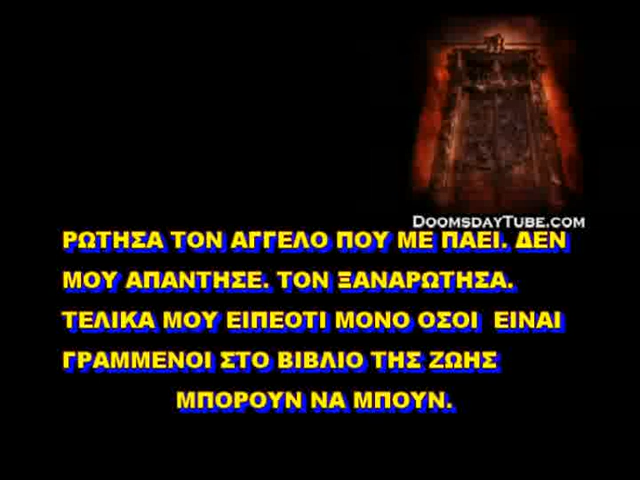 DOOMSDAYTUBE.COM
ΡΩΤΗΣΑ ΤΟΝ ΑΓΓΕΛΟ ΠΟΥ ΜΕ ΠΑΕΙ. ΔΕΝ
ΜΟΥ ΑΠΑΝΤΗΣΕ. ΤΟΝ ΞΑΝΑΡΩΤΗΣΑ.
ΤΕΛΙΚΑ ΜΟΥ ΕΙΠΕΟΤΙ ΜΟΝΟ ΟΣΟΙ ΕΙΝΑΙ
ΓΡΑΜΜΕΝΟΙ ΣΤΟ ΒΙΒΛΙΟ ΤΗΣ ΖΩΗΣ
ΜΠΟΡΟΥΝ ΝΑ ΜΠΟΥΝ.